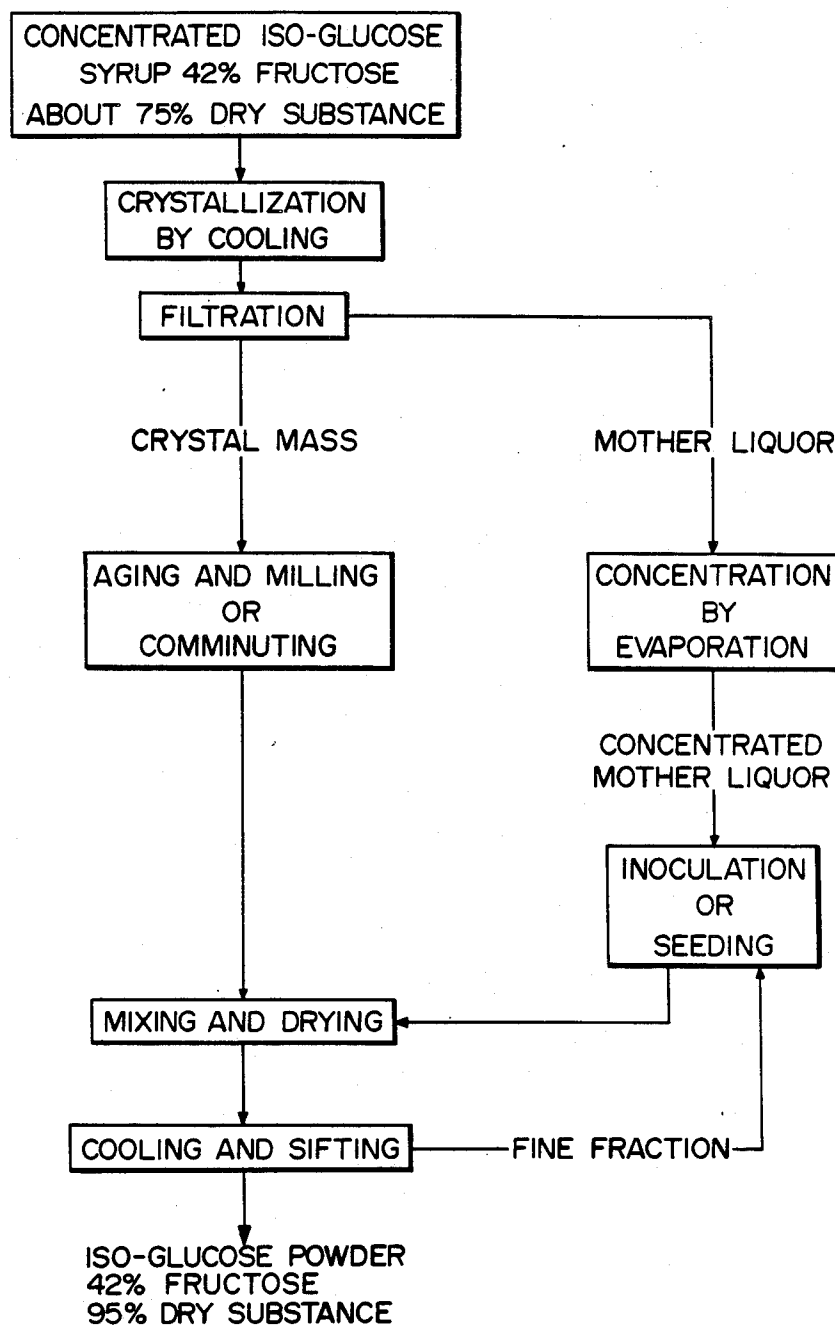 CONCENTRATED ISO-GLUCOSE
SYRUP 42% FRUCTOSE
ABOUT 75% DRY SUBSTANCE
CRYSTALLIZATION
BY COOLING
FILTRATION
CRYSTAL MASS
MOTHER LIQUOR
AGING AND MILLING
OR
COMMINUTING
CONCENTRATION
BY
EVAPORATION
CONCENTRATED
MOTHER LIQUOR
INOCULATION
OR
SEEDING
MIXING AND DRYING
COOLING AND SIFTING
FINE FRACTION
ISO-GLUCOSE POWDER
42% FRUCTOSE
95% DRY SUBSTANCE